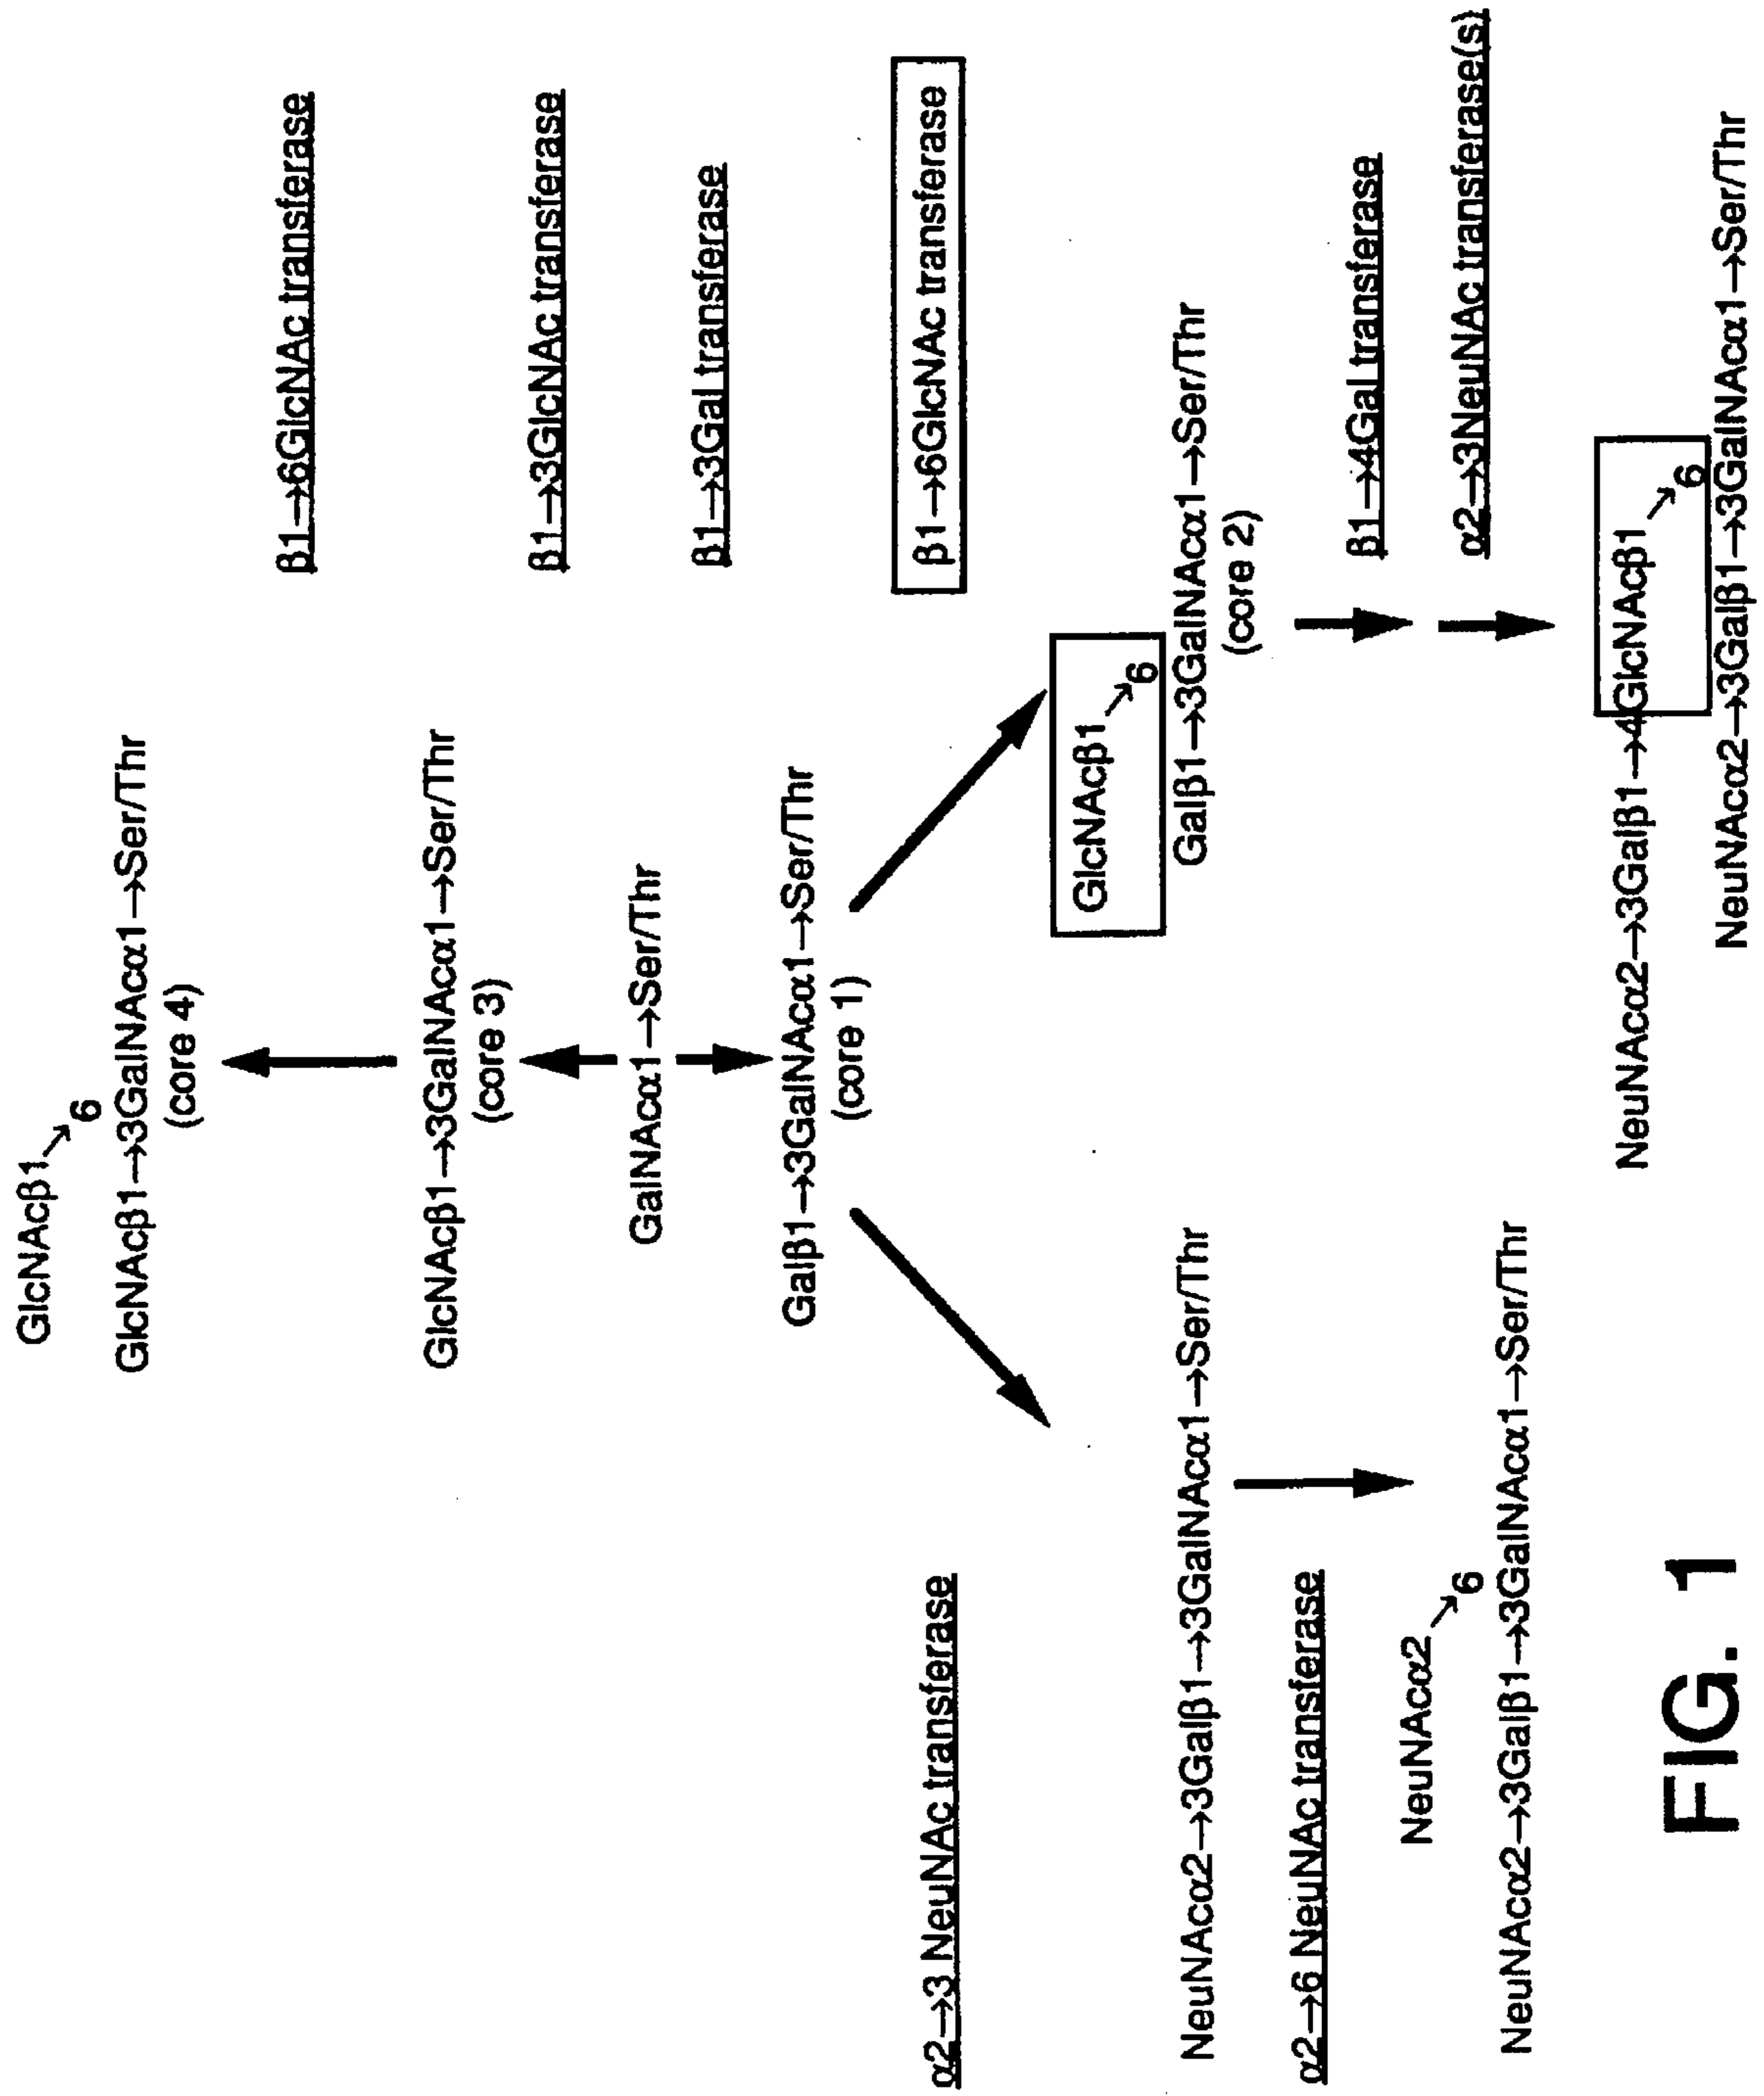 GlcNAcβ1
→6
GlcNAcβ1→3GalNAcα1→Ser/Thr
(core 4)
β1→6GlcNAc transferase
GlcNAcβ1→3GalNAcα1→Ser/Thr
(core 3)
β1→3GlcNAc transferase
GalNAcα1→Ser/Thr
β1→3Gal transferase
Galβ1→3GalNAcα1→Ser/Thr
(core 1)
α2→3 NeuNAc transferase
β1→6GlcNAc transferase
GlcNAcβ1
→6
Galβ1→3GalNAcα1→Ser/Thr
(core 2)
NeuNAcα2→3Galβ1→3GalNAcα1→Ser/Thr
α2→6 NeuNAc transferase
β1→4Gal transferase
α2→3NeuNAc transferase(s)
NeuNAcα2
→6
NeuNAcα2→3Galβ1→3GalNAcα1→Ser/Thr
NeuNAcα2→3Galβ1→4GlcNAcβ1
→6
NeuNAcα2→3Galβ1→3GalNAcα1→Ser/Thr
FIG. 1